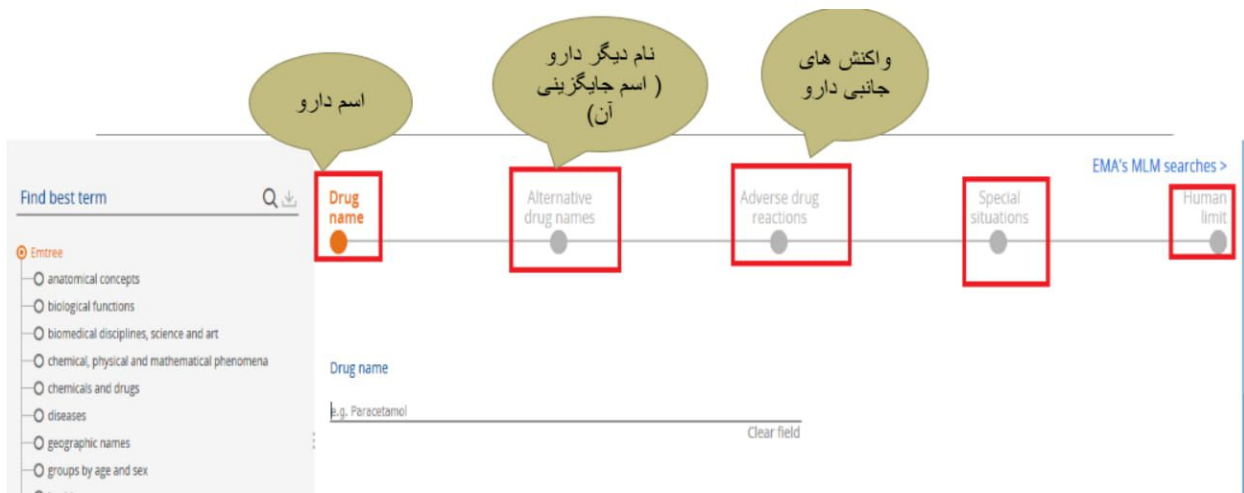 اسم دارو
نام دیگر دارو
( اسم جایگزینی
آن)
واکنش های
جانبی دارو
EMA's MLM searches >
Find best term
Drug
name
Alternative
drug names
Adverse drug
reactions
Special
situations
Human
limit
Emtree
anatomical concepts
biological functions
biomedical disciplines, science and art
chemical, physical and mathematical phenomena
chemicals and drugs
diseases
geographic names
groups by age and sex
Drug name
e.g. Paracetamol
Clear field